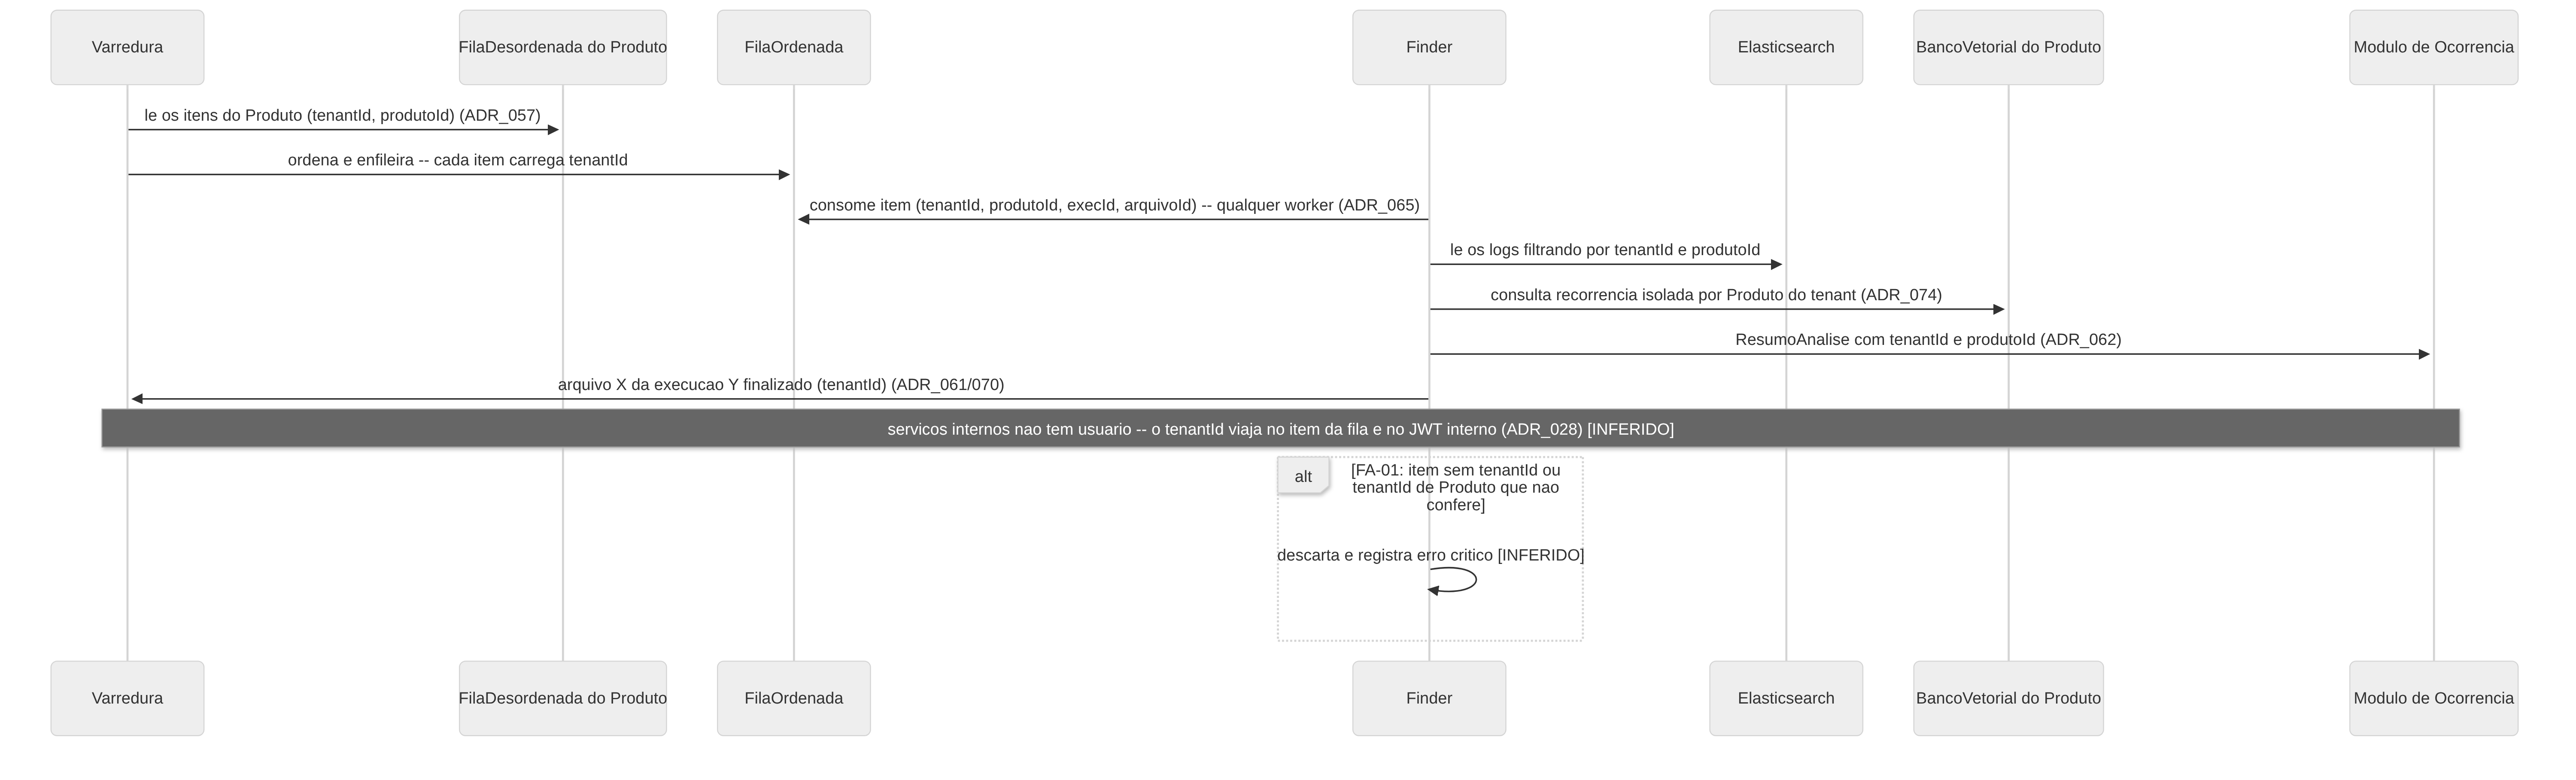 Varredura
FilaDesordenada do Produto
FilaOrdenada
Finder
Elasticsearch
BancoVetorial do Produto
Modulo de Ocorrencia
le os itens do Produto (tenantId, produtoId) (ADR_057)
ordena e enfileira -- cada item carrega tenantId
consome item (tenantId, produtoId, execId, arquivoId) -- qualquer worker (ADR_065)
le os logs filtrando por tenantId e produtoId
consulta recorrencia isolada por Produto do tenant (ADR_074)
ResumoAnalise com tenantId e produtoId (ADR_062)
arquivo X da execucao Y finalizado (tenantId) (ADR_061/070)
servicos internos nao tem usuario -- o tenantId viaja no item da fila e no JWT interno (ADR_028) [INFERIDO]
alt
[FA-01: item sem tenantId ou
tenantId de Produto que nao
confere]
descarta e registra erro critico [INFERIDO]
Varredura
FilaDesordenada do Produto
FilaOrdenada
Finder
Elasticsearch
BancoVetorial do Produto
Modulo de Ocorrencia